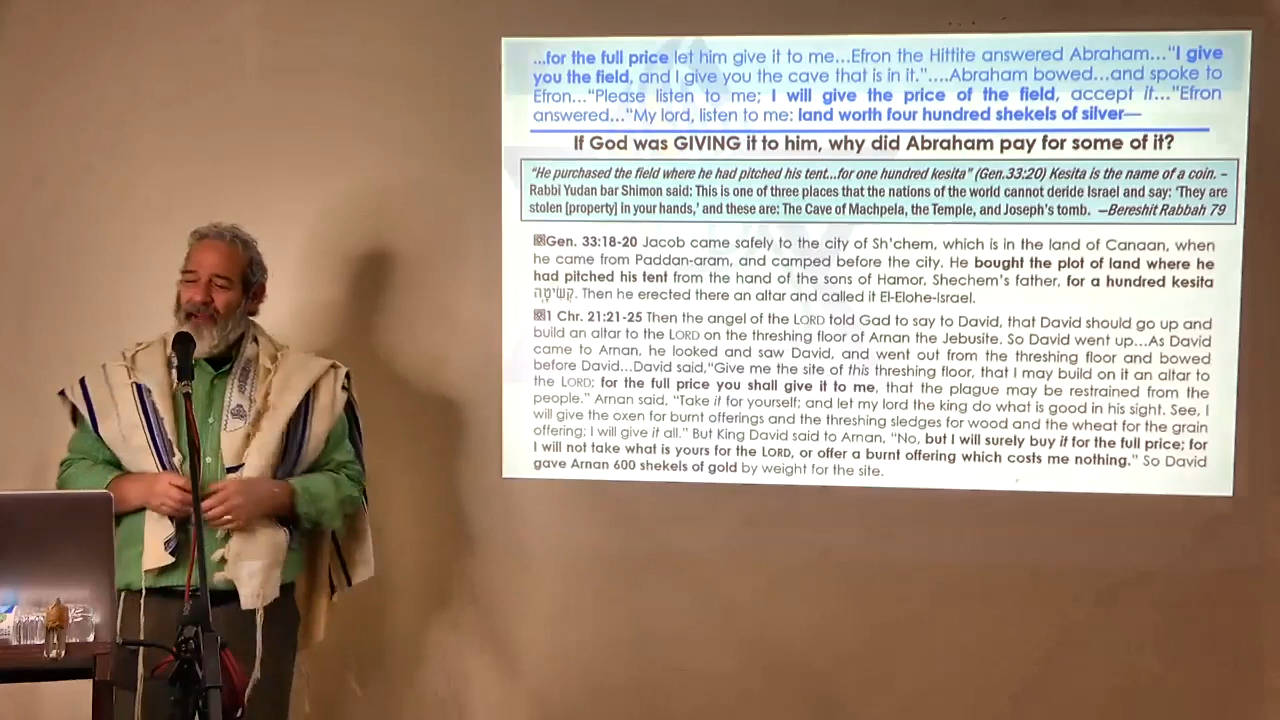 ...for the full price let him give it to me...Efron the Hittite answered Abraham..."I give
you the field, and I give you the cave that is in it."....Abraham bowed...and spoke to
Efron..."Please listen to me; I will give the price of the field, accept it..."Efron
answered..."My lord, listen to me: land worth four hundred shekels of silver—
If God was GIVING it to him, why did Abraham pay for some of it?
"He purchased the field where he had pitched his tent...for one hundred kesita" (Gen.33:20) Kesita is the name of a coin. –
Rabbi Yudan bar Shimon said: This is one of three places that the nations of the world cannot deride Israel and say: 'They are
stolen [property] in your hands,' and these are: The Cave of Machpela, the Temple, and Joseph's tomb. —Bereshit Rabbah 79
Gen. 33:18-20 Jacob came safely to the city of Sh'chem, which is in the land of Canaan, when
he came from Paddan-aram, and camped before the city. He bought the plot of land where he
had pitched his tent from the hand of the sons of Hamor, Shechem's father, for a hundred kesita
קְשִׂיטָה. Then he erected there an altar and called it El-Elohe-Israel.
1 Chr. 21:21-25 Then the angel of the LORD told Gad to say to David, that David should go up and
build an altar to the LORD on the threshing floor of Arnan the Jebusite. So David went up...As David
came to Arnan, he looked and saw David, and went out from the threshing floor and bowed
before David...David said,"Give me the site of this threshing floor, that I may build on it an altar to
the LORD; for the full price you shall give it to me, that the plague may be restrained from the
people." Arnan said, "Take it for yourself; and let my lord the king do what is good in his sight. See, I
will give the oxen for burnt offerings and the threshing sledges for wood and the wheat for the grain
offering; I will give it all." But King David said to Arnan, "No, but I will surely buy it for the full price; for
I will not take what is yours for the LORD, or offer a burnt offering which costs me nothing." So David
gave Arnan 600 shekels of gold by weight for the site.